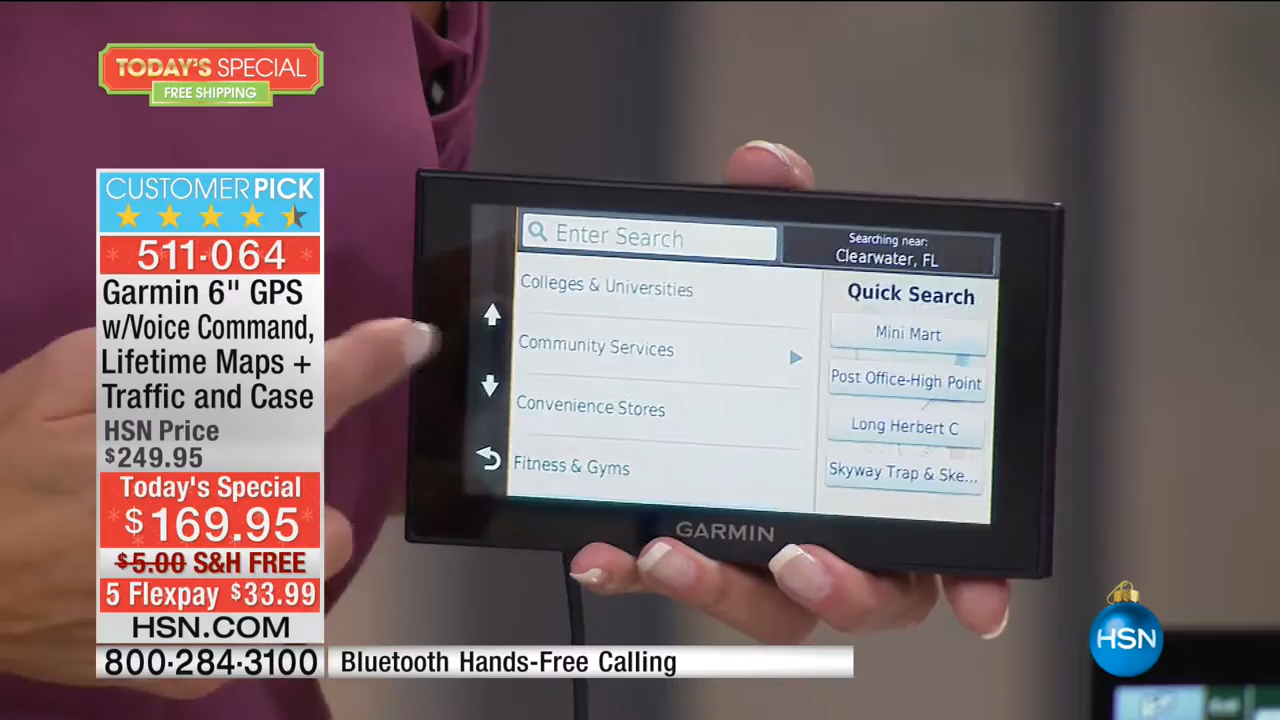 TODAY'S SPECIAL
FREE SHIPPING
CUSTOMER PICK
511·064
Garmin 6" GPS
w/Voice Command,
Lifetime Maps +
Traffic and Case
HSN Price
$249.95
Today's Special
$169.95
$5.00 S&H FREE
5 Flexpay $33.99
HSN.COM
800·284·3100
Bluetooth Hands-Free Calling
Enter Search
Searching near:
Clearwater, FL
Colleges & Universities
Community Services
Convenience Stores
Fitness & Gyms
Quick Search
Mini Mart
Post Office-High Point
Long Herbert C
Skyway Trap & Ske...
GARMIN
HSN